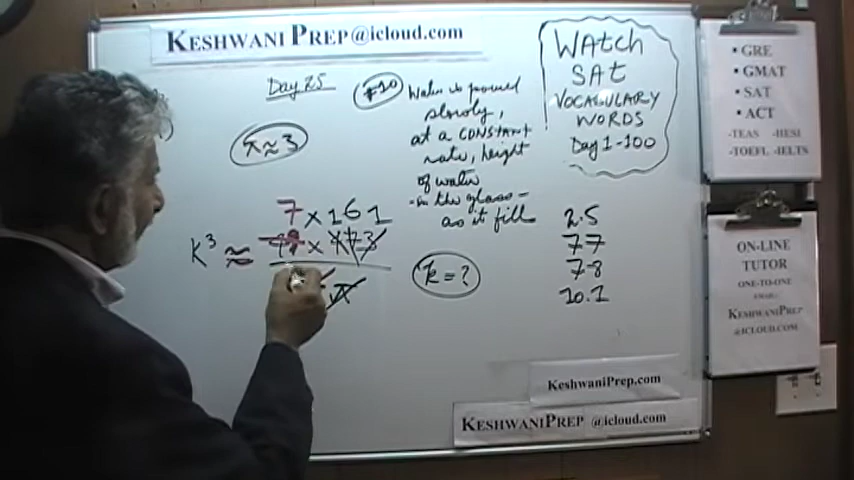 KESHWANI PREP@icloud.com
Day 25
#10
Water is poured
slowly,
at a CONSTANT
rate, height
of water
in the glass -
as it fills
π ≈ 3
7 × 161
K³ ≈
k = ?
2.5
7.7
7.8
10.1
WATCH
SAT
VOCABULARY
WORDS
Day 1-100
• GRE
• GMAT
• SAT
• ACT
-TEAS -HESI
-TOEFL -IELTS
ON-LINE
TUTOR
ONE-TO-ONE
EMAIL:
KESHWANIPREP
@ICLOUD.COM
KeshwaniPrep.com
KESHWANIPREP @icloud.com